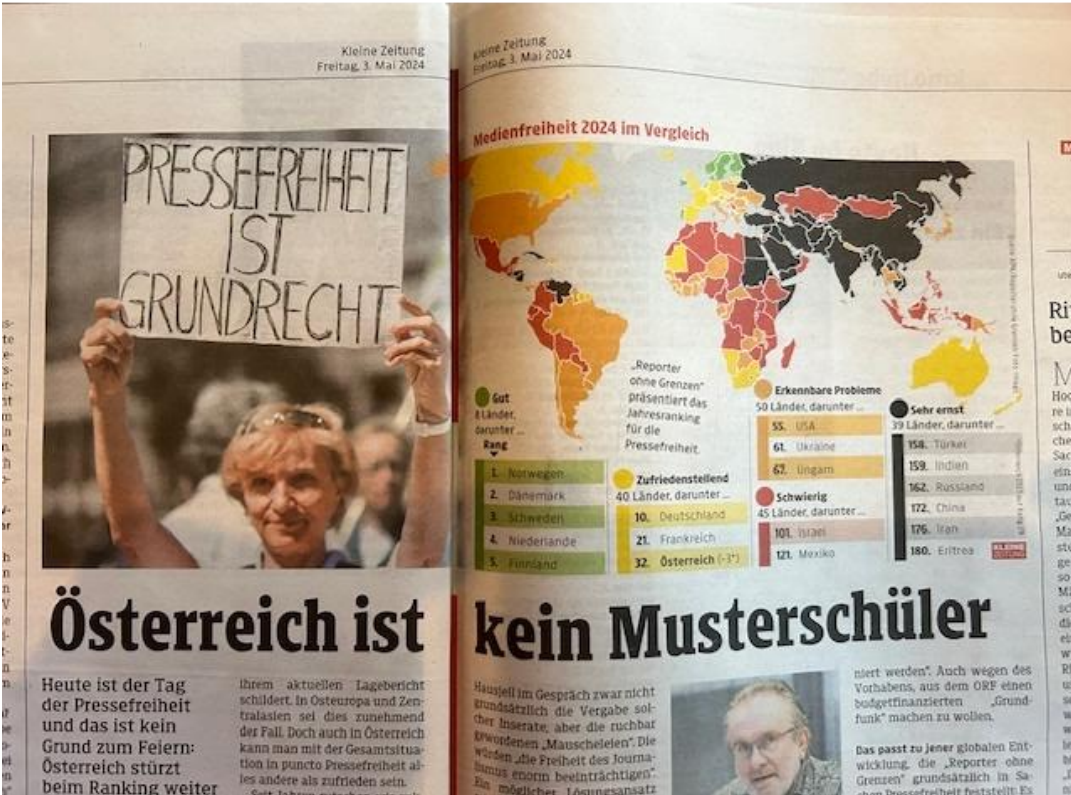 Kleine Zeitung
Freitag, 3. Mai 2024
Kleine Zeitung
Freitag, 3. Mai 2024
PRESSEFREIHEIT
IST
GRUNDRECHT
Medienfreiheit 2024 im Vergleich
„Reporter
ohne Grenzen“
präsentiert das
Jahresranking
für die
Pressefreiheit.
Gut
8 Länder,
darunter ...
Rang
1. Norwegen
2. Dänemark
3. Schweden
4. Niederlande
5. Finnland
Zufriedenstellend
40 Länder, darunter ...
10. Deutschland
21. Frankreich
32. Österreich (-3*)
Erkennbare Probleme
50 Länder, darunter ...
55. USA
61. Ukraine
67. Ungarn
Schwierig
45 Länder, darunter ...
101. Israel
121. Mexiko
Sehr ernst
39 Länder, darunter ...
158. Türkei
159. Indien
162. Russland
172. China
176. Iran
180. Eritrea
KLEINE
ZEITUNG
Österreich ist kein Musterschüler
Heute ist der Tag
der Pressefreiheit
und das ist kein
Grund zum Feiern:
Österreich stürzt
beim Ranking weiter
ihrem aktuellen Lagebericht
schildert. In Osteuropa und Zen-
tralasien sei dies zunehmend
der Fall. Doch auch in Österreich
kann man mit der Gesamtsitua-
tion in puncto Pressefreiheit al-
les andere als zufrieden sein.
Hausjell im Gespräch zwar nicht
grundsätzlich die Vergabe sol-
cher Inserate, aber die ruchbar
gewordenen „Mauscheleien“. Die
würden „die Freiheit des Journa-
lismus enorm beeinträchtigen“.
Ein möglicher Lösungsansatz
niert werden“. Auch wegen des
Vorhabens, aus dem ORF einen
budgetfinanzierten „Grund-
funk“ machen zu wollen.
Das passt zu jener globalen Ent-
wicklung, die „Reporter ohne
Grenzen“ grundsätzlich in Sa-
chen Pressefreiheit feststellt: Es